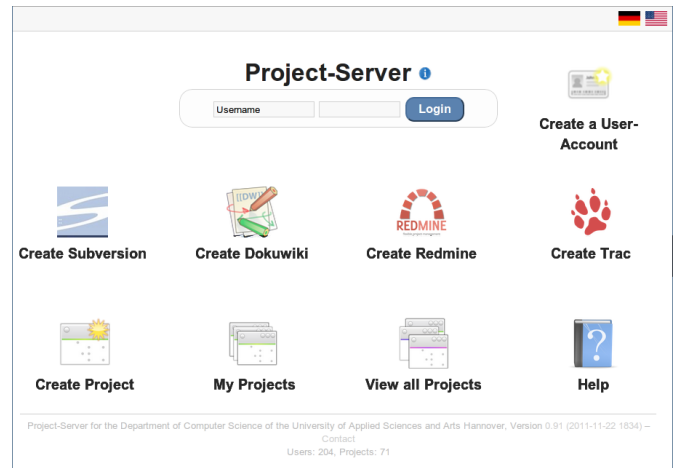 Project-Server
Username
Login
Create a User-
Account
[[DW]]
REDMINE
Create Subversion
Create Dokuwiki
Create Redmine
Create Trac
Create Project
My Projects
View all Projects
Help
Project-Server for the Department of Computer Science of the University of Applied Sciences and Arts Hannover, Version 0.91 (2011-11-22 1834) –
Contact
Users: 204, Projects: 71